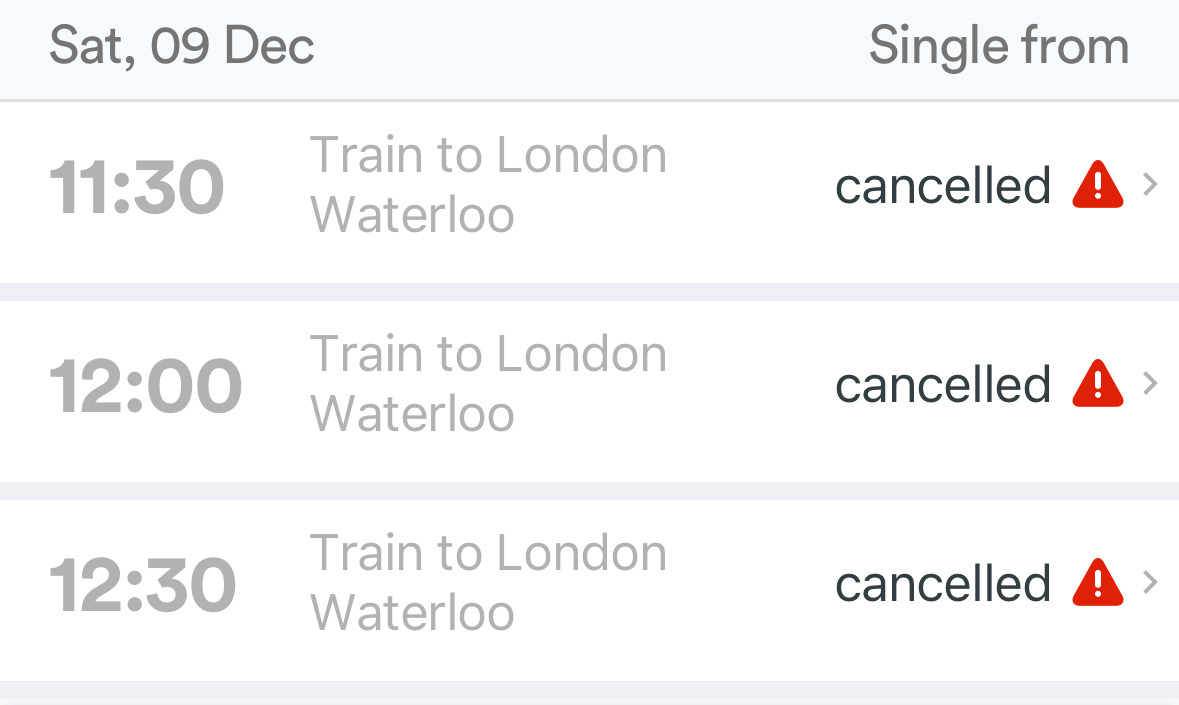 Sat, 09 Dec Single from
11:30 Train to London Waterloo cancelled
12:00 Train to London Waterloo cancelled
12:30 Train to London Waterloo cancelled